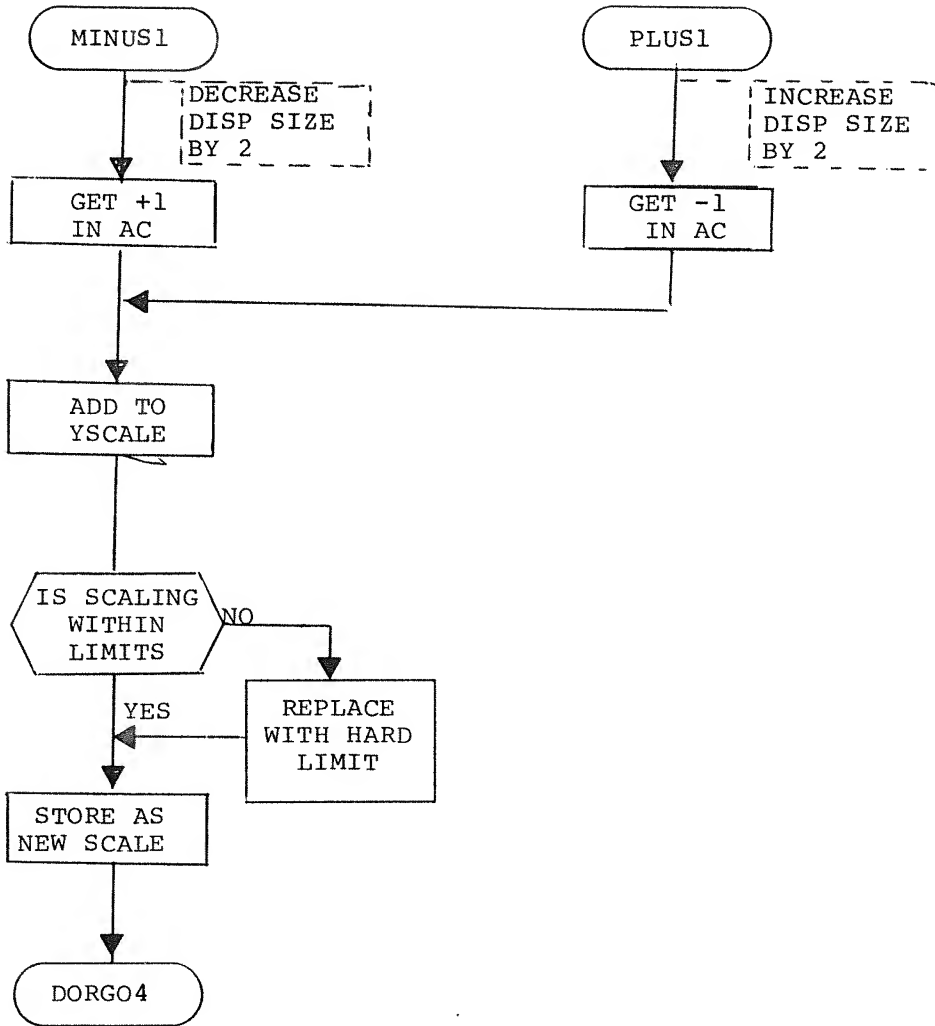 MINUS1
PLUS1
DECREASE
DISP SIZE
BY 2
INCREASE
DISP SIZE
BY 2
GET +1
IN AC
GET -1
IN AC
ADD TO
YSCALE
IS SCALING
WITHIN
LIMITS
NO
YES
REPLACE
WITH HARD
LIMIT
STORE AS
NEW SCALE
DORGO4